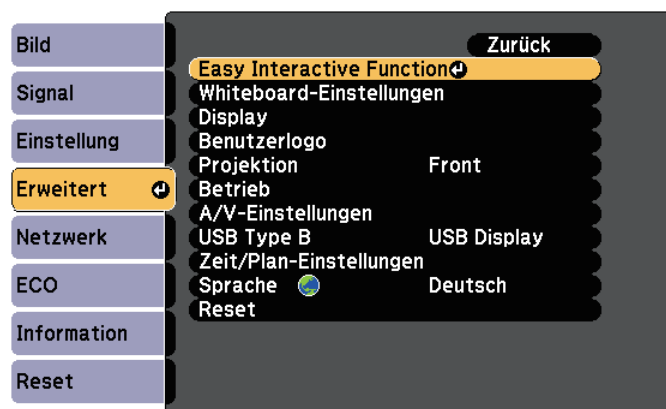 Bild
Signal
Einstellung
Erweitert
Netzwerk
ECO
Information
Reset
Zurück
Easy Interactive Function
Whiteboard-Einstellungen
Display
Benutzerlogo
Projektion Front
Betrieb
A/V-Einstellungen
USB Type B USB Display
Zeit/Plan-Einstellungen
Sprache Deutsch
Reset